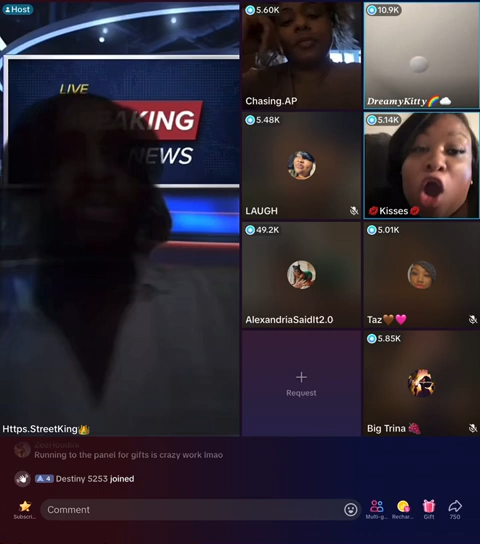 Host
LIVE
AKING
NEWS
Https.StreetKing👑
5.60K
Chasing.AP
10.9K
DreamyKitty🌈☁️
5.48K
LAUGH
5.14K
💋Kisses💋
49.2K
AlexandriaSaidIt2.0
5.01K
Taz🤎🩷
+
Request
5.85K
Big Trina 🍇
Running to the panel for gifts is crazy work lmao
4 Destiny 5253 joined
Comment
Subscri...
Multi-g...
Rechar...
Gift
750